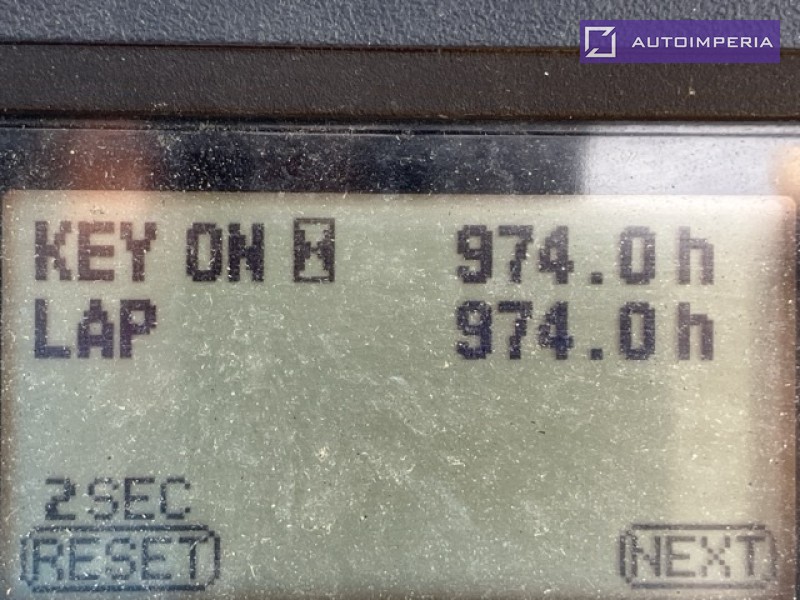 AUTOIMPERIA
KEY ON 974.0h
LAP 974.0h
2SEC
RESET NEXT